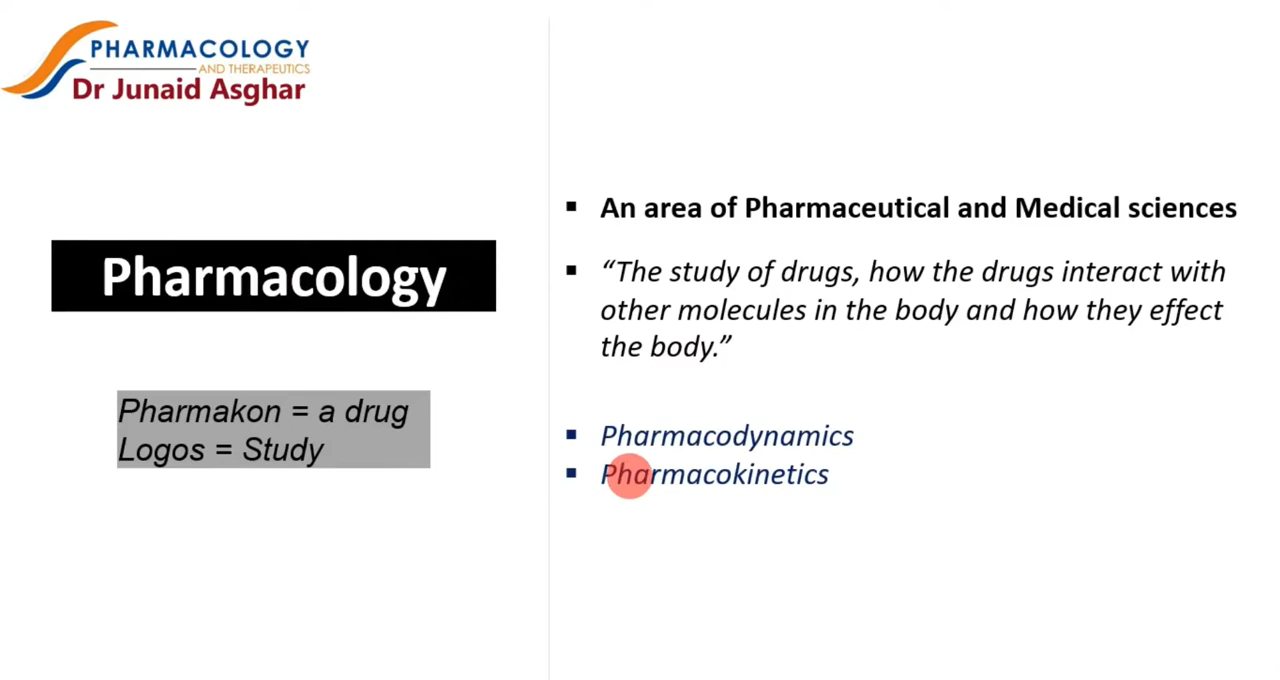 PHARMACOLOGY
AND THERAPEUTICS
Dr Junaid Asghar
Pharmacology
Pharmakon = a drug
Logos = Study
▪ An area of Pharmaceutical and Medical sciences
▪ “The study of drugs, how the drugs interact with
other molecules in the body and how they effect
the body.”
▪ Pharmacodynamics
▪ Pharmacokinetics